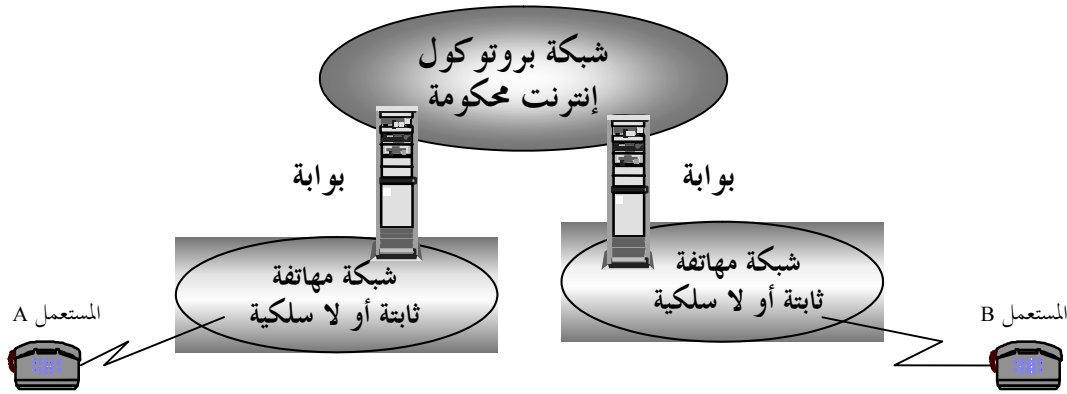 شبكة بروتوكول
إنترنت محكومة
بوابة
بوابة
شبكة مهاتفة
ثابتة أو لا سلكية
شبكة مهاتفة
ثابتة أو لا سلكية
المستعمل B
المستعمل A